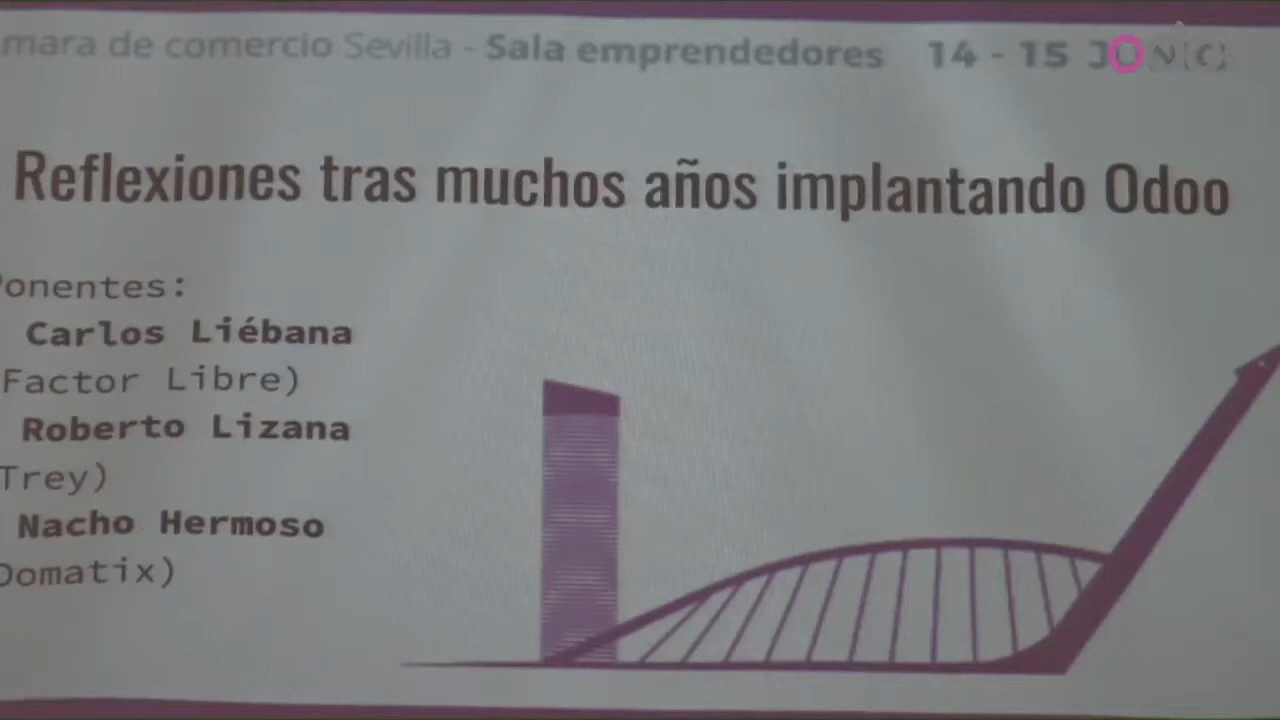 mara de comercio Sevilla - Sala emprendedores 14 - 15
Reflexiones tras muchos años implantando Odoo
Ponentes:
Carlos Liébana
(Factor Libre)
Roberto Lizana
(Trey)
Nacho Hermoso
(Domatix)